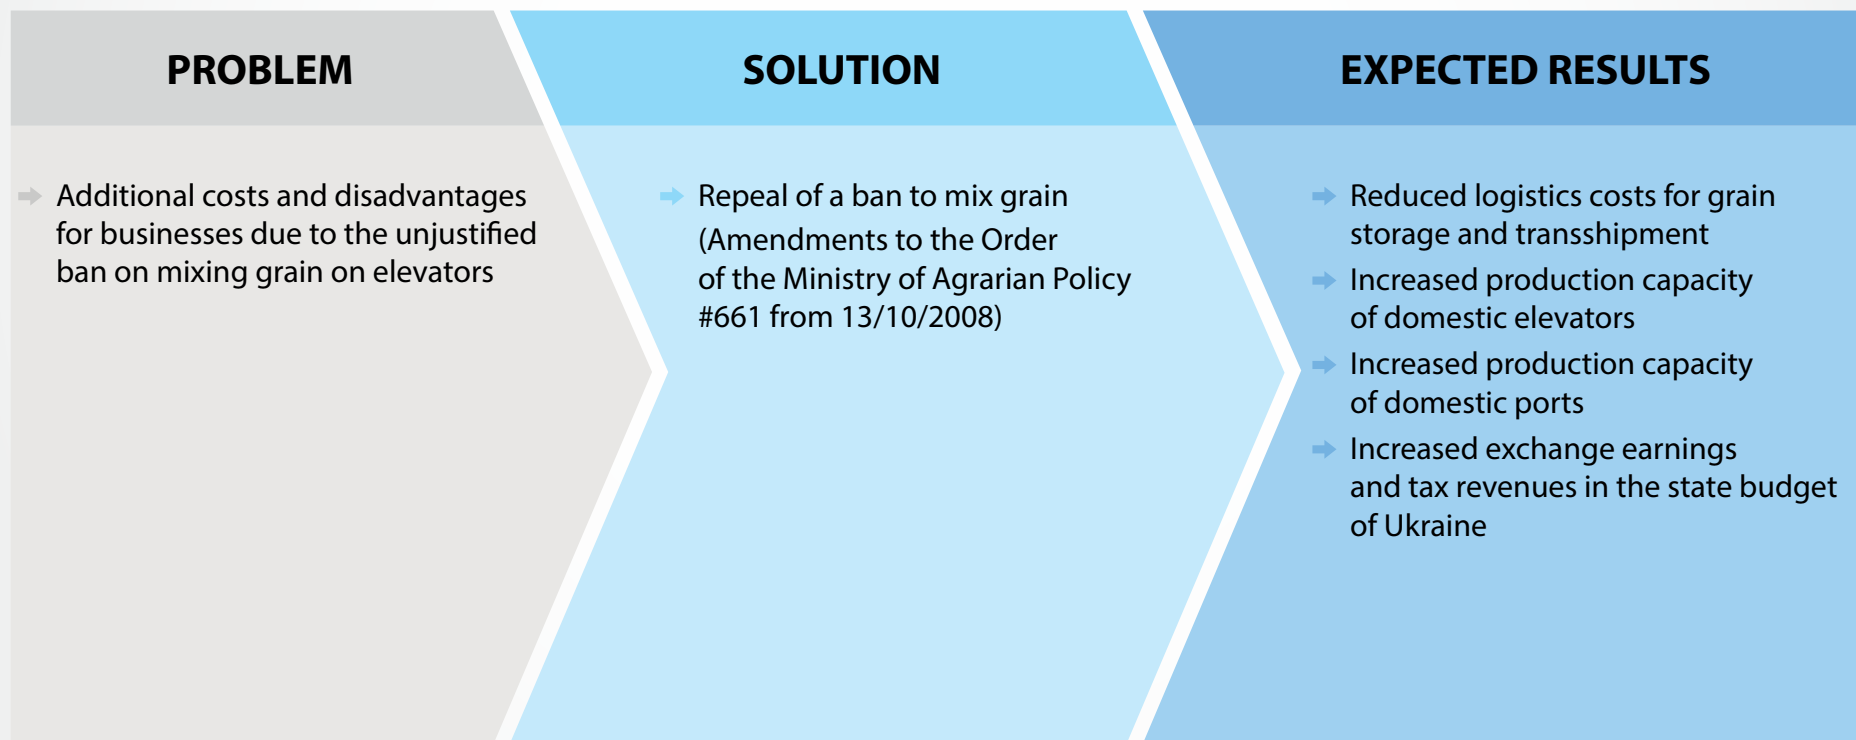 PROBLEM
Additional costs and disadvantages
for businesses due to the unjustified
ban on mixing grain on elevators
SOLUTION
Repeal of a ban to mix grain
(Amendments to the Order
of the Ministry of Agrarian Policy
#661 from 13/10/2008)
EXPECTED RESULTS
Reduced logistics costs for grain
storage and transshipment
Increased production capacity
of domestic elevators
Increased production capacity
of domestic ports
Increased exchange earnings
and tax revenues in the state budget
of Ukraine